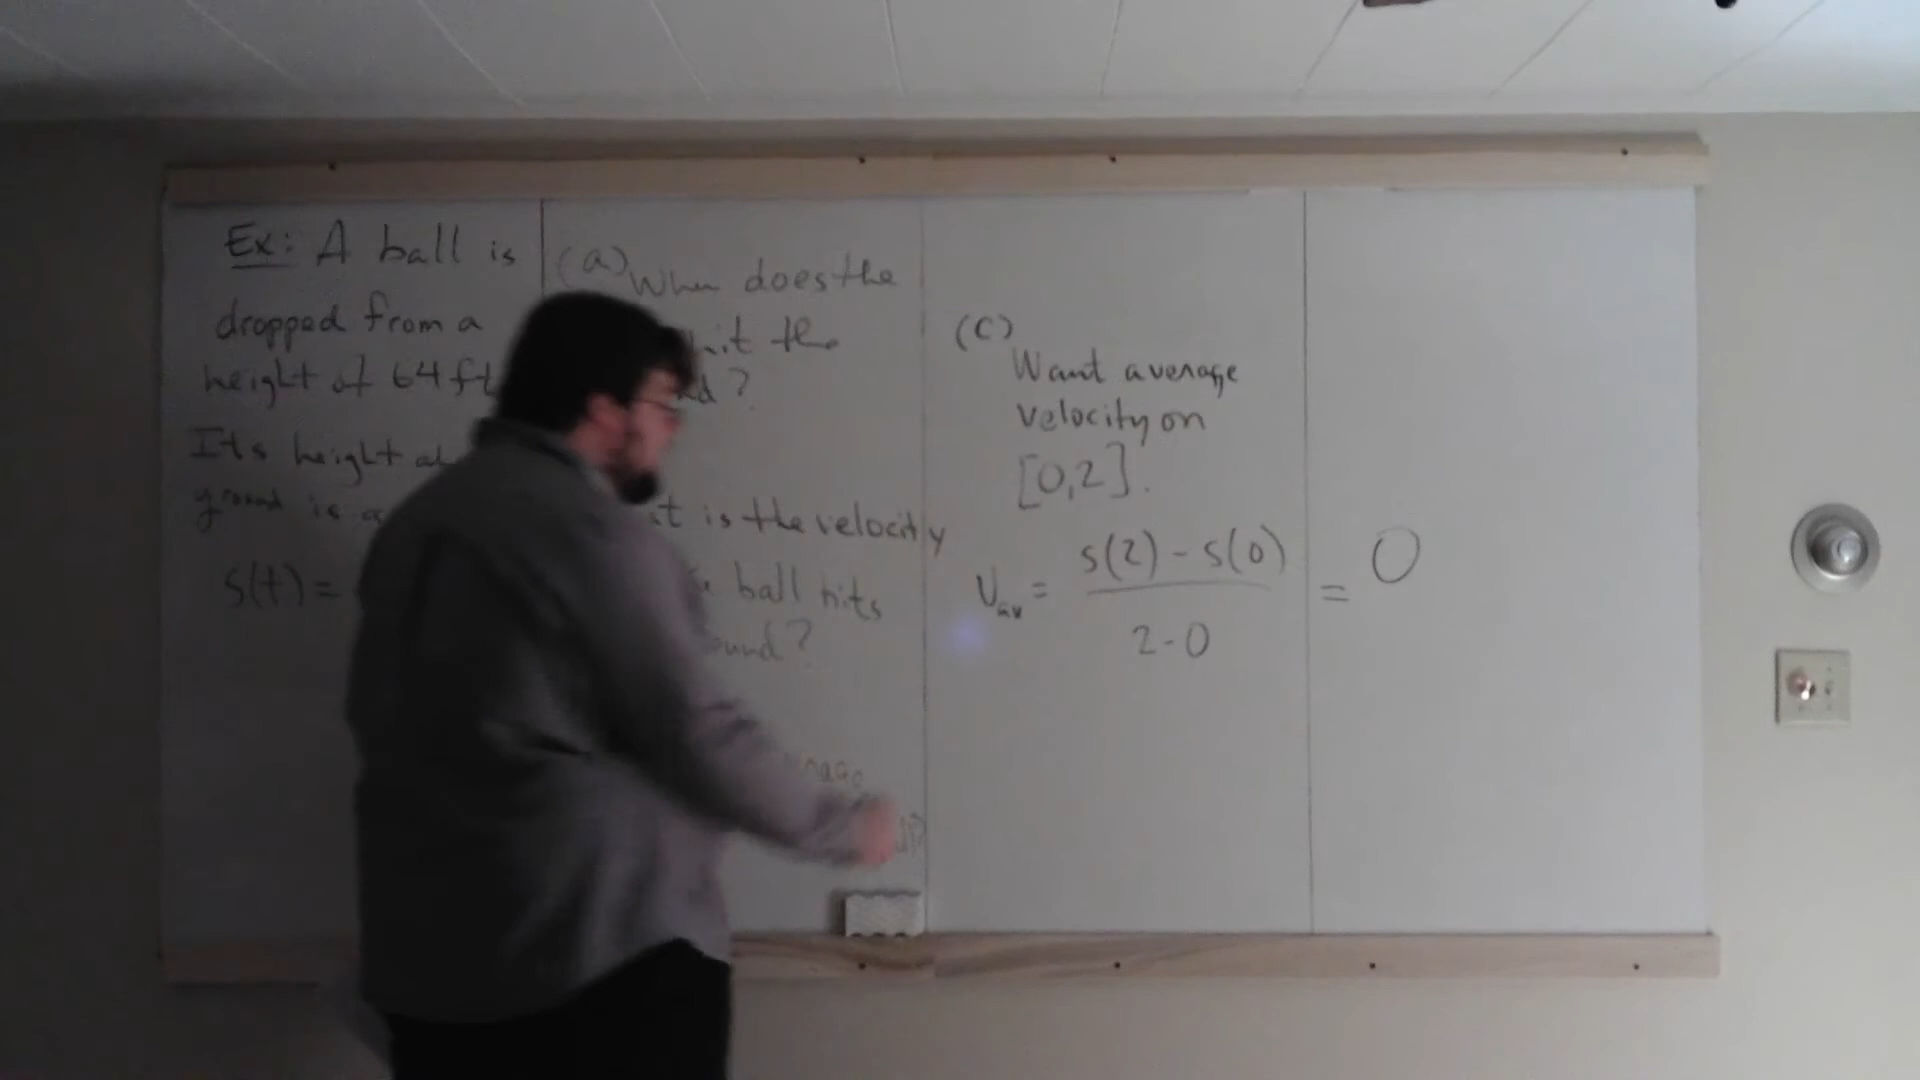 Ex: A ball is
dropped from a
height of 64 ft
Its height
ground is
s(t) =
(a) When does the
hit the
?
is the velocity
ball hits
?
(c)
Want average
velocity on
[0,2].
v_av = s(2) - s(0) / 2-0 = 0